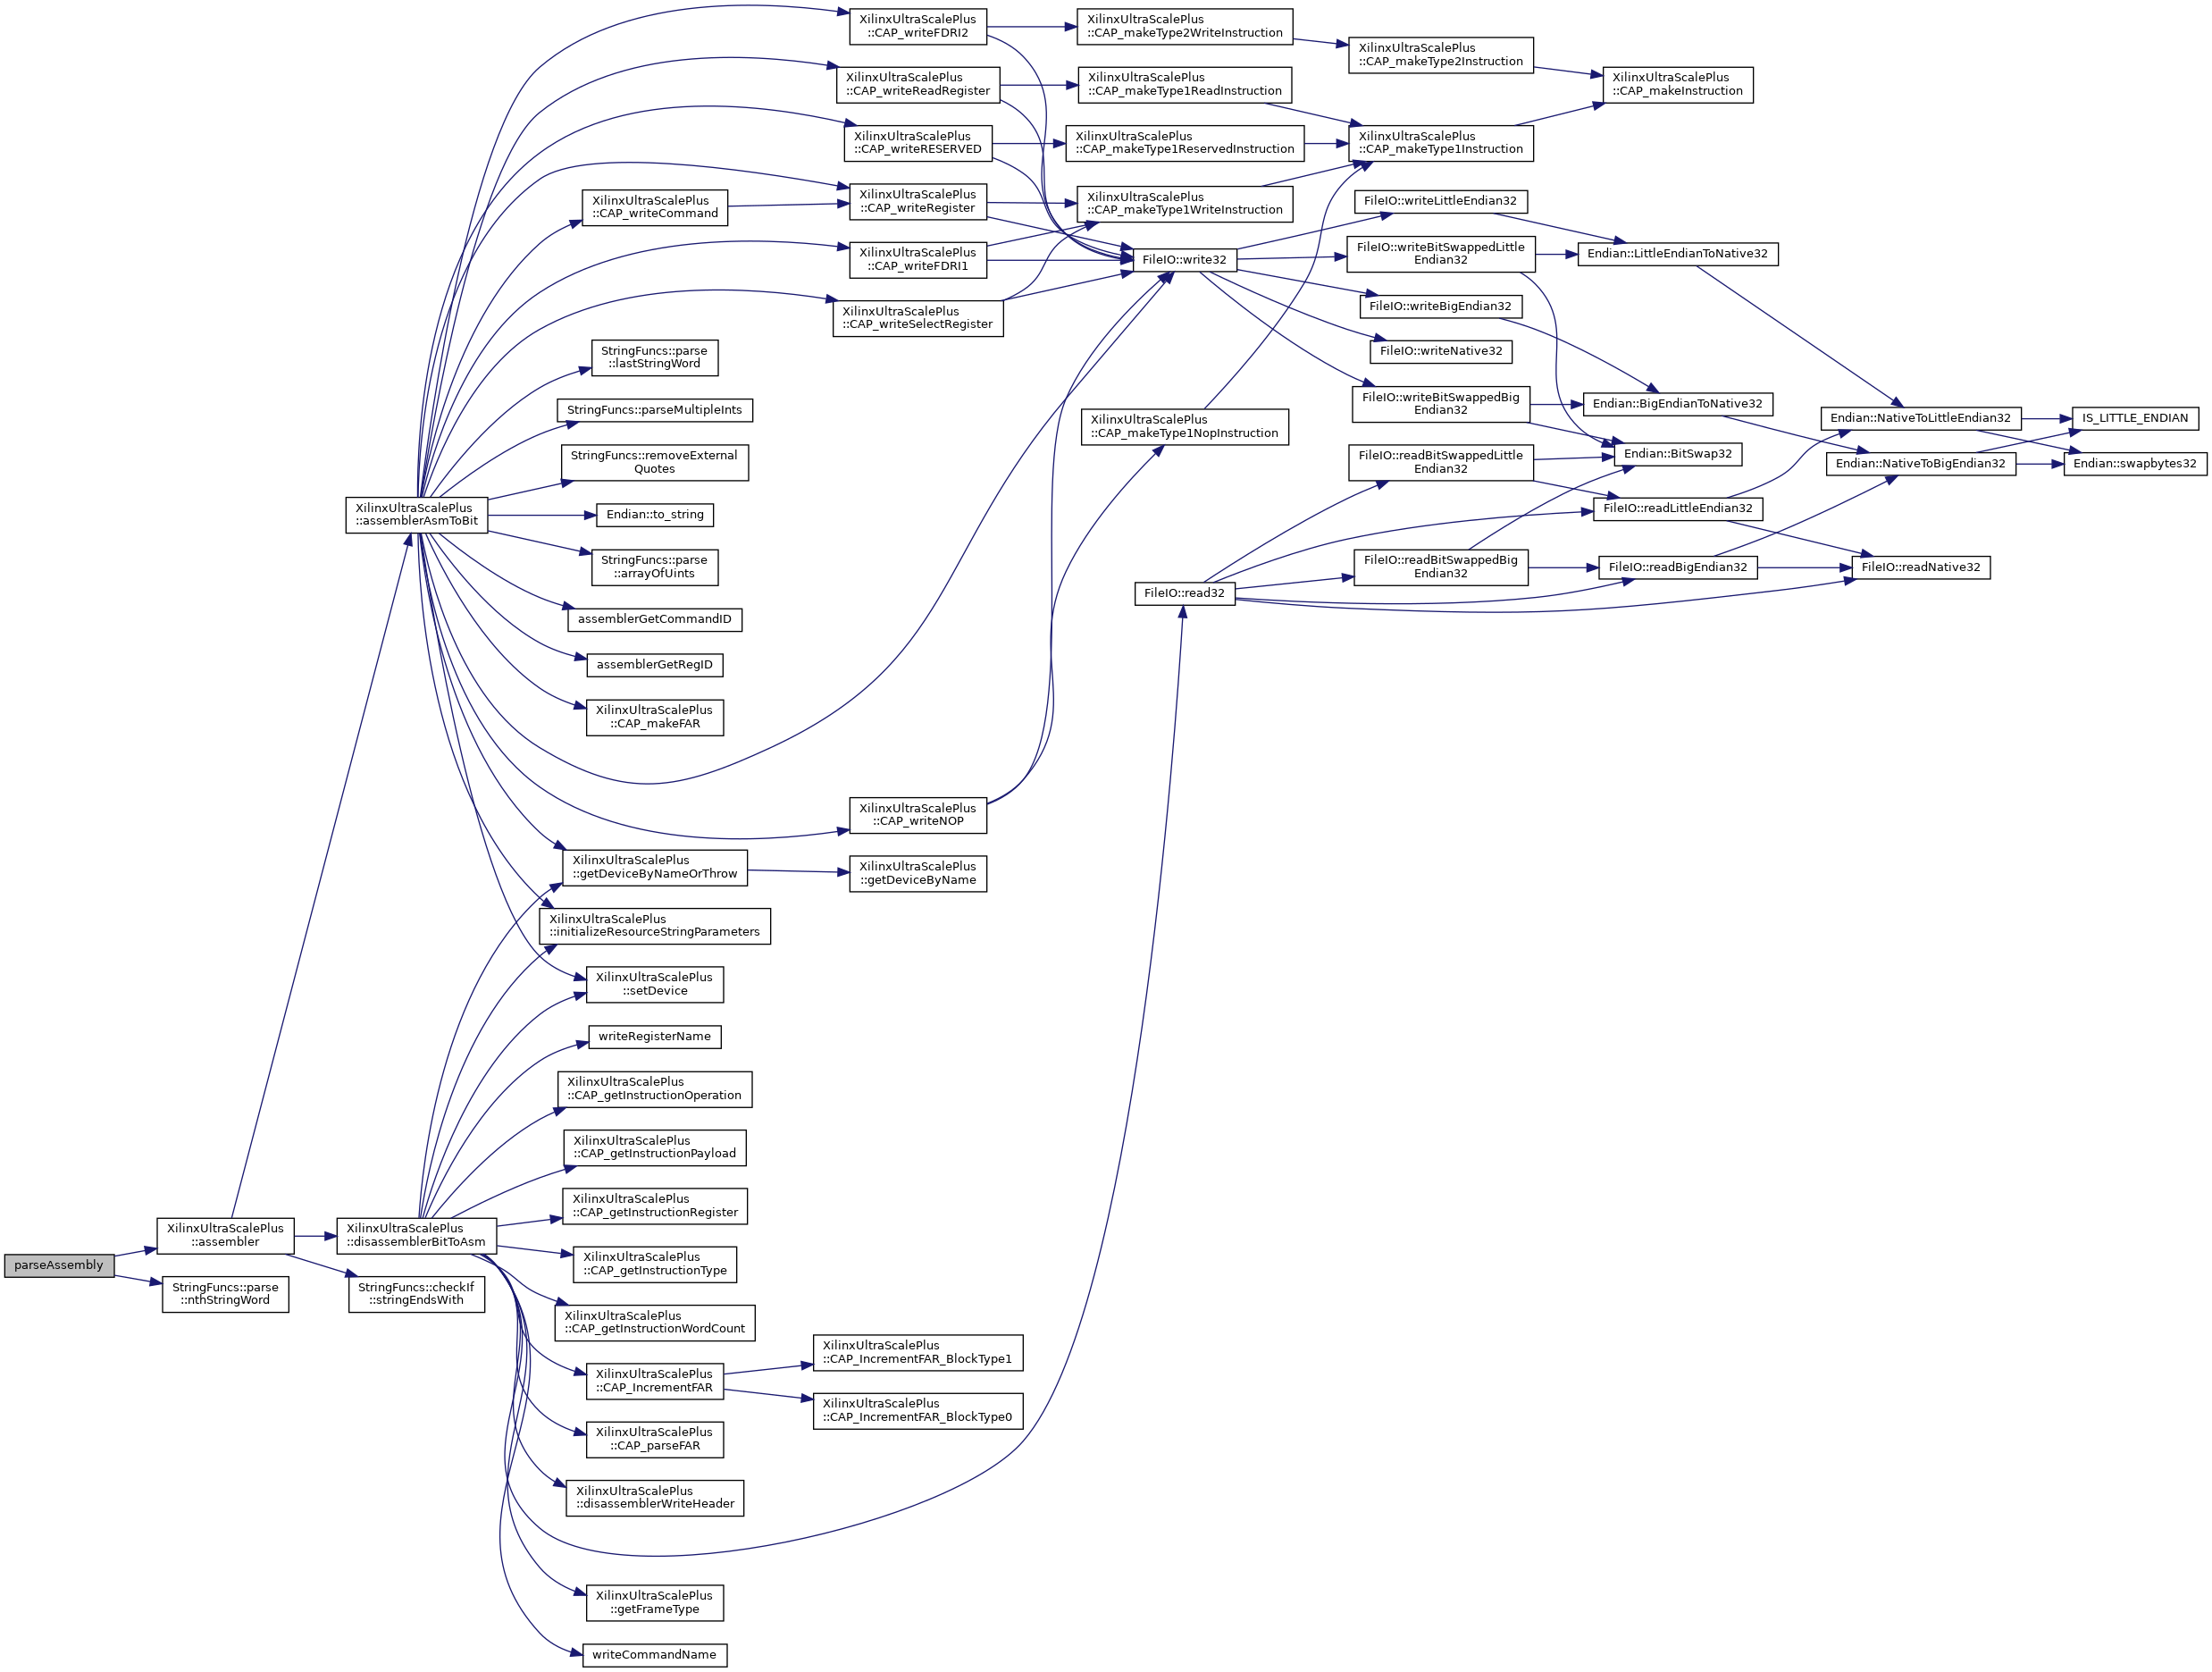 parseAssembly
XilinxUltraScalePlus
::assembler
StringFuncs::parse
::nthStringWord
XilinxUltraScalePlus
::assemblerAsmToBit
XilinxUltraScalePlus
::disassemblerBitToAsm
StringFuncs::checkIf
::stringEndsWith
XilinxUltraScalePlus
::CAP_writeCommand
StringFuncs::parse
::lastStringWord
StringFuncs::parseMultipleInts
StringFuncs::removeExternal
Quotes
Endian::to_string
StringFuncs::parse
::arrayOfUints
assemblerGetCommandID
assemblerGetRegID
XilinxUltraScalePlus
::CAP_makeFAR
XilinxUltraScalePlus
::getDeviceByNameOrThrow
XilinxUltraScalePlus
::initializeResourceStringParameters
XilinxUltraScalePlus
::setDevice
writeRegisterName
XilinxUltraScalePlus
::CAP_getInstructionOperation
XilinxUltraScalePlus
::CAP_getInstructionPayload
XilinxUltraScalePlus
::CAP_getInstructionRegister
XilinxUltraScalePlus
::CAP_getInstructionType
XilinxUltraScalePlus
::CAP_getInstructionWordCount
XilinxUltraScalePlus
::CAP_IncrementFAR
XilinxUltraScalePlus
::CAP_parseFAR
XilinxUltraScalePlus
::disassemblerWriteHeader
XilinxUltraScalePlus
::getFrameType
writeCommandName
XilinxUltraScalePlus
::CAP_writeFDRI2
XilinxUltraScalePlus
::CAP_writeReadRegister
XilinxUltraScalePlus
::CAP_writeRESERVED
XilinxUltraScalePlus
::CAP_writeRegister
XilinxUltraScalePlus
::CAP_writeFDRI1
XilinxUltraScalePlus
::CAP_writeSelectRegister
XilinxUltraScalePlus
::CAP_writeNOP
XilinxUltraScalePlus
::getDeviceByName
XilinxUltraScalePlus
::CAP_IncrementFAR_BlockType1
XilinxUltraScalePlus
::CAP_IncrementFAR_BlockType0
XilinxUltraScalePlus
::CAP_makeType2WriteInstruction
XilinxUltraScalePlus
::CAP_makeType1ReadInstruction
XilinxUltraScalePlus
::CAP_makeType1ReservedInstruction
XilinxUltraScalePlus
::CAP_makeType1WriteInstruction
FileIO::write32
XilinxUltraScalePlus
::CAP_makeType1NopInstruction
FileIO::read32
XilinxUltraScalePlus
::CAP_makeType2Instruction
XilinxUltraScalePlus
::CAP_makeType1Instruction
FileIO::writeLittleEndian32
FileIO::writeBitSwappedLittle
Endian32
FileIO::writeBigEndian32
FileIO::writeNative32
FileIO::writeBitSwappedBig
Endian32
FileIO::readBitSwappedLittle
Endian32
FileIO::readBitSwappedBig
Endian32
XilinxUltraScalePlus
::CAP_makeInstruction
Endian::LittleEndianToNative32
Endian::BigEndianToNative32
Endian::BitSwap32
FileIO::readLittleEndian32
FileIO::readBigEndian32
Endian::NativeToLittleEndian32
Endian::NativeToBigEndian32
FileIO::readNative32
IS_LITTLE_ENDIAN
Endian::swapbytes32